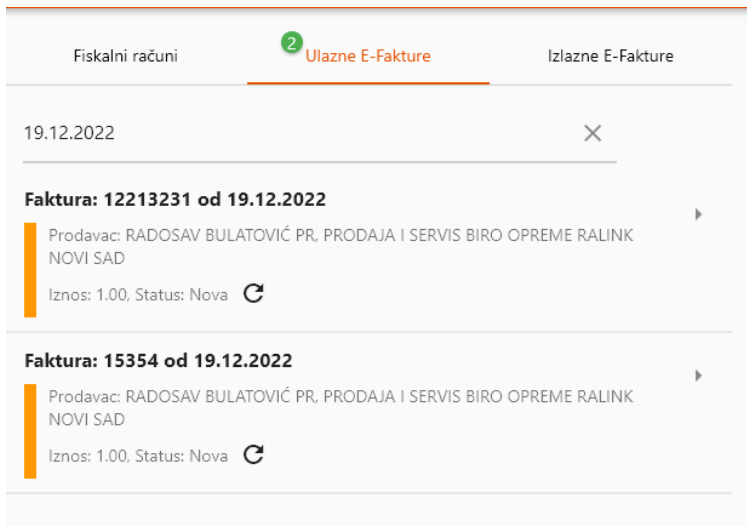 Fiskalni računi
2
Ulazne E-Fakture
Izlazne E-Fakture
19.12.2022
Faktura: 12213231 od 19.12.2022
Prodavac: RADOSAV BULATOVIĆ PR, PRODAJA I SERVIS BIRO OPREME RALINK
NOVI SAD
Iznos: 1.00, Status: Nova
Faktura: 15354 od 19.12.2022
Prodavac: RADOSAV BULATOVIĆ PR, PRODAJA I SERVIS BIRO OPREME RALINK
NOVI SAD
Iznos: 1.00, Status: Nova